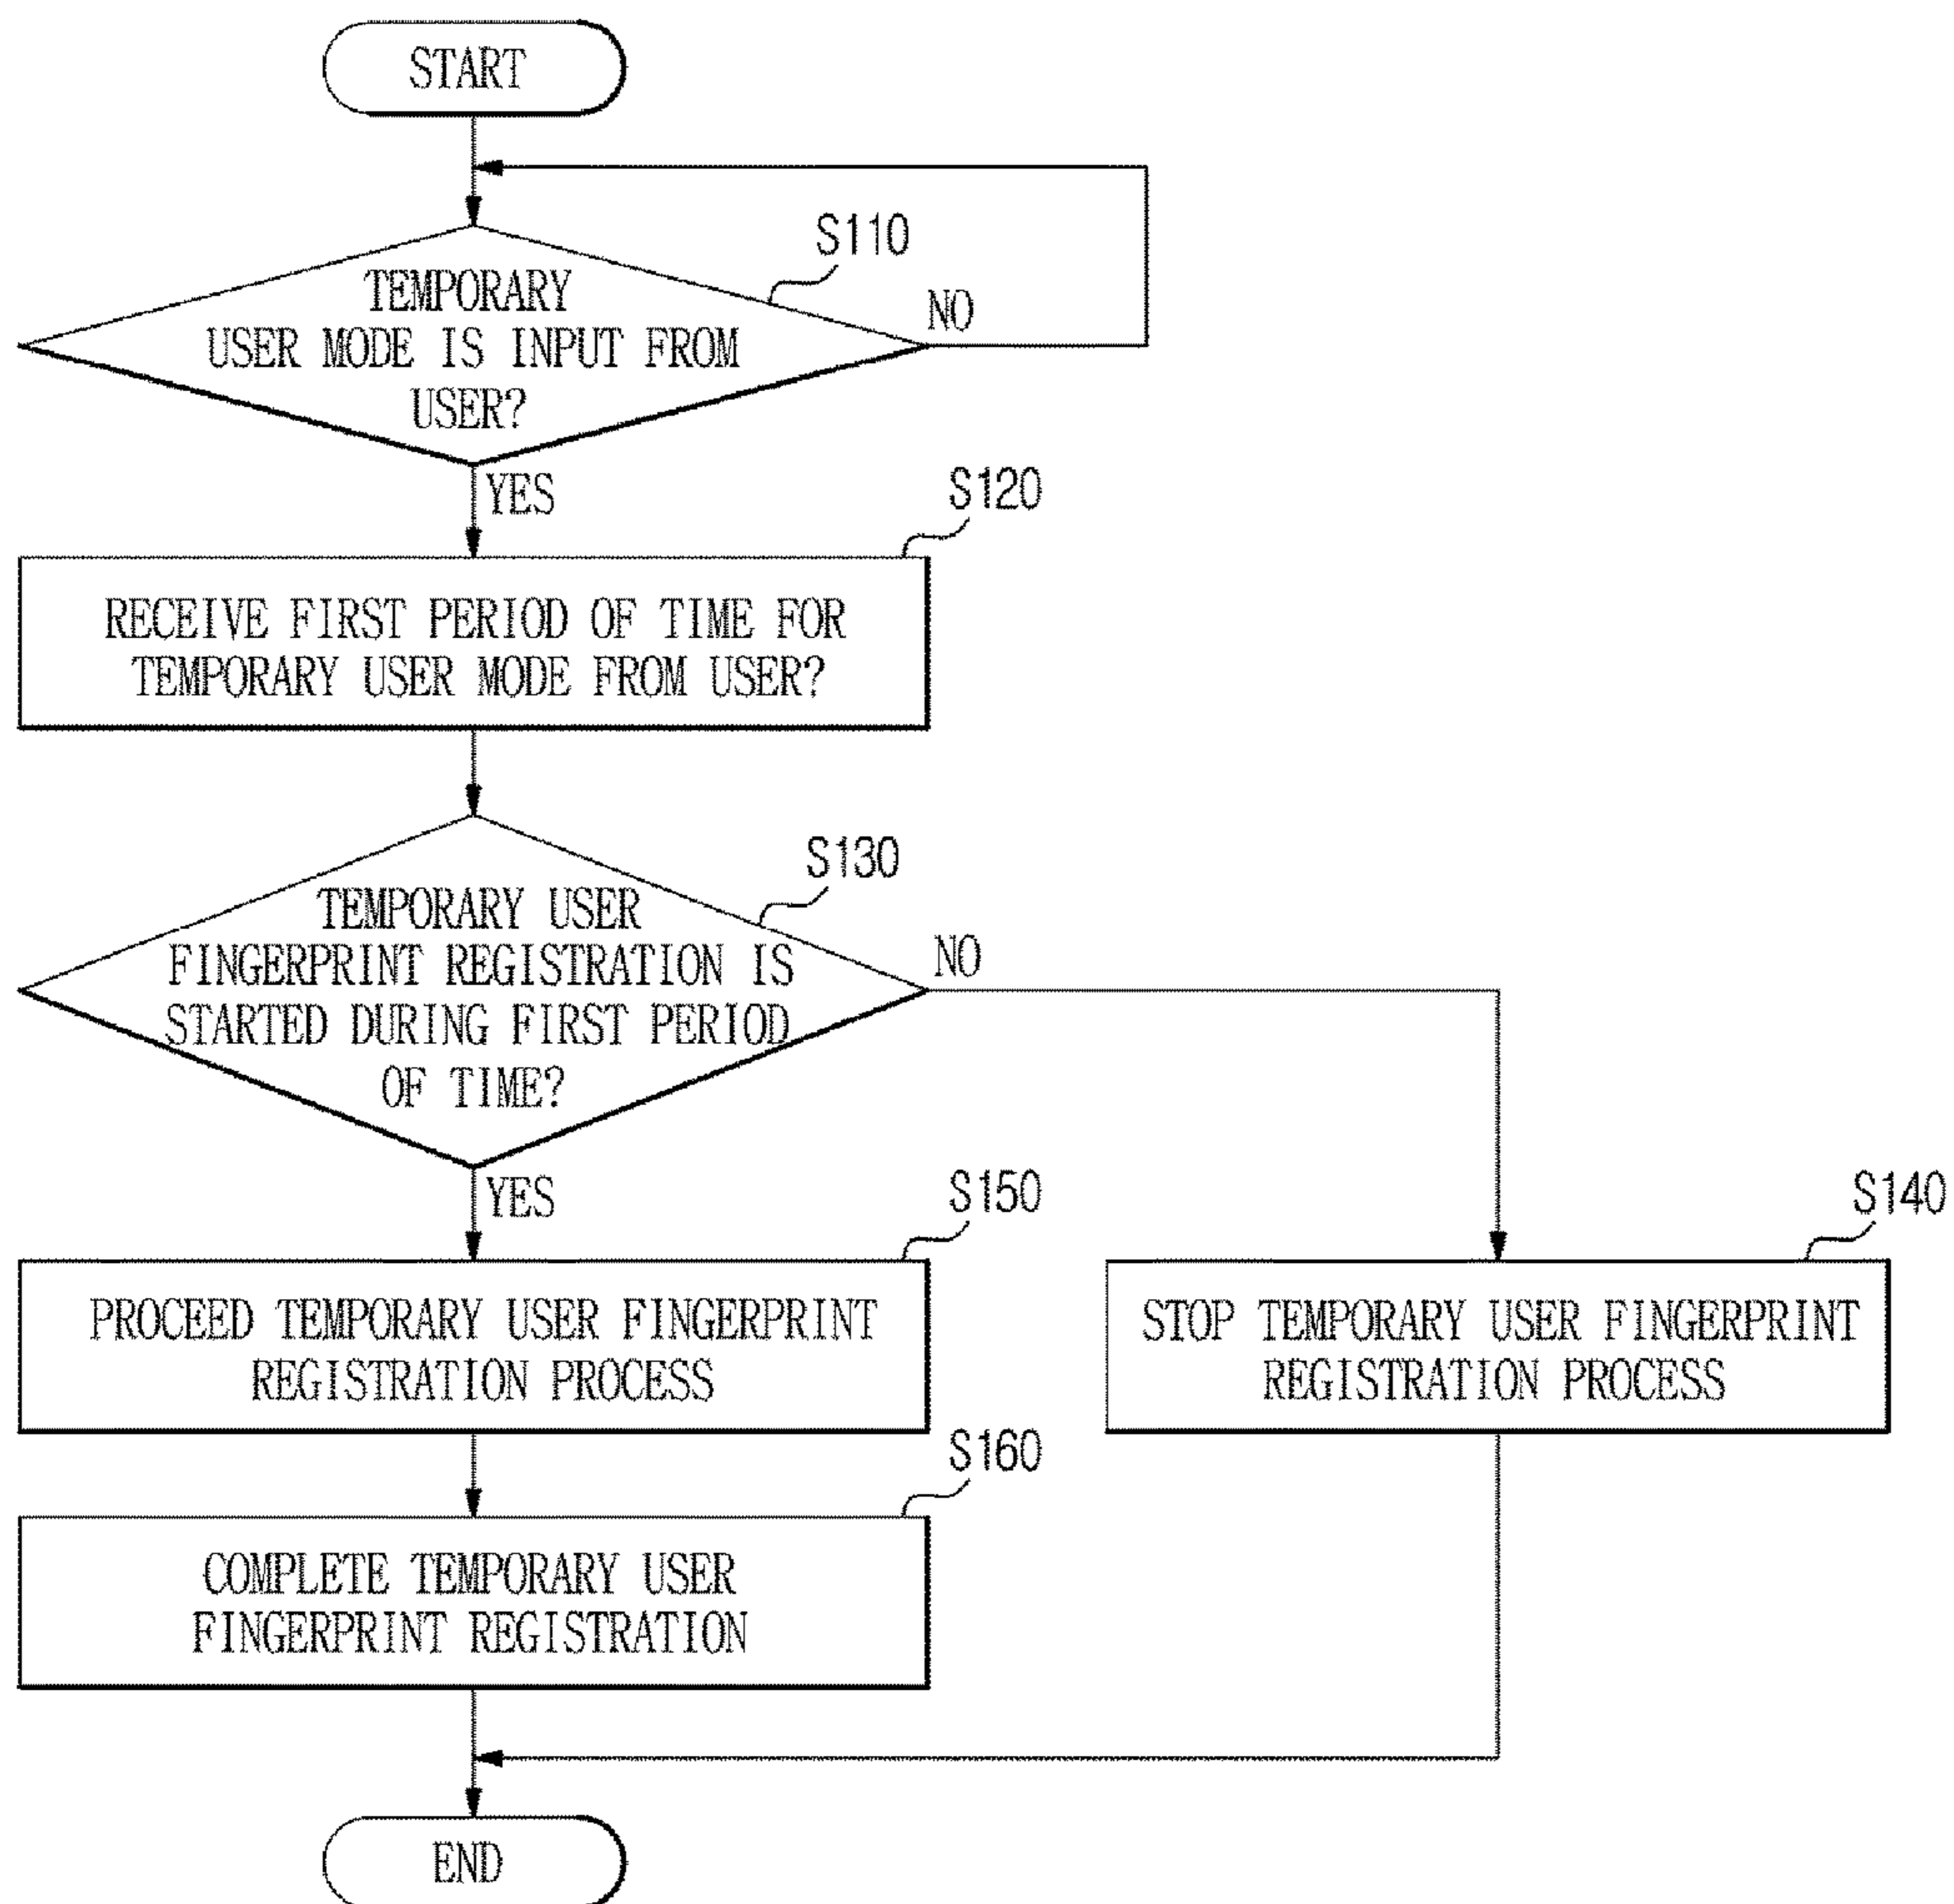 START
S110
TEMPORARY
USER MODE IS INPUT FROM
USER?
NO
YES
S120
RECEIVE FIRST PERIOD OF TIME FOR
TEMPORARY USER MODE FROM USER?
S130
TEMPORARY USER
FINGERPRINT REGISTRATION IS
STARTED DURING FIRST PERIOD
OF TIME?
NO
YES
S150
PROCEED TEMPORARY USER FINGERPRINT
REGISTRATION PROCESS
S140
STOP TEMPORARY USER FINGERPRINT
REGISTRATION PROCESS
S160
COMPLETE TEMPORARY USER
FINGERPRINT REGISTRATION
END